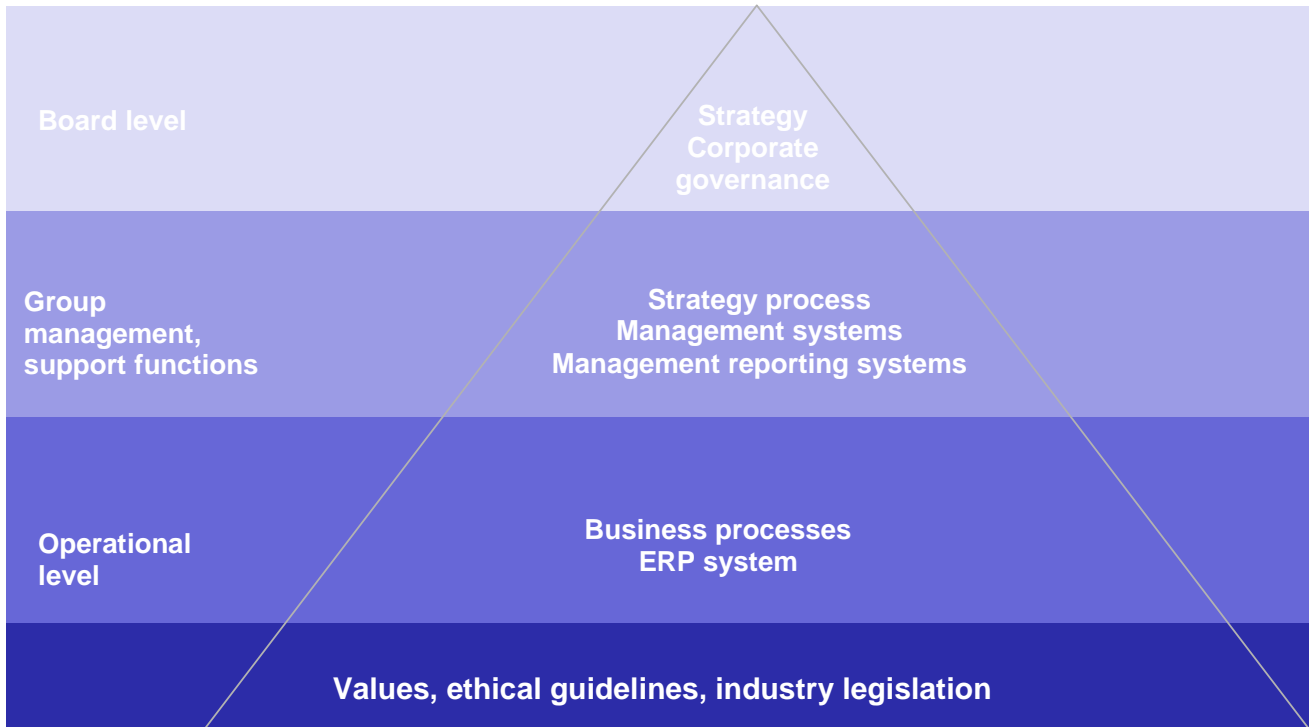 Board level
Strategy
Corporate
governance
Group
management,
support functions
Strategy process
Management systems
Management reporting systems
Operational
level
Business processes
ERP system
Values, ethical guidelines, industry legislation